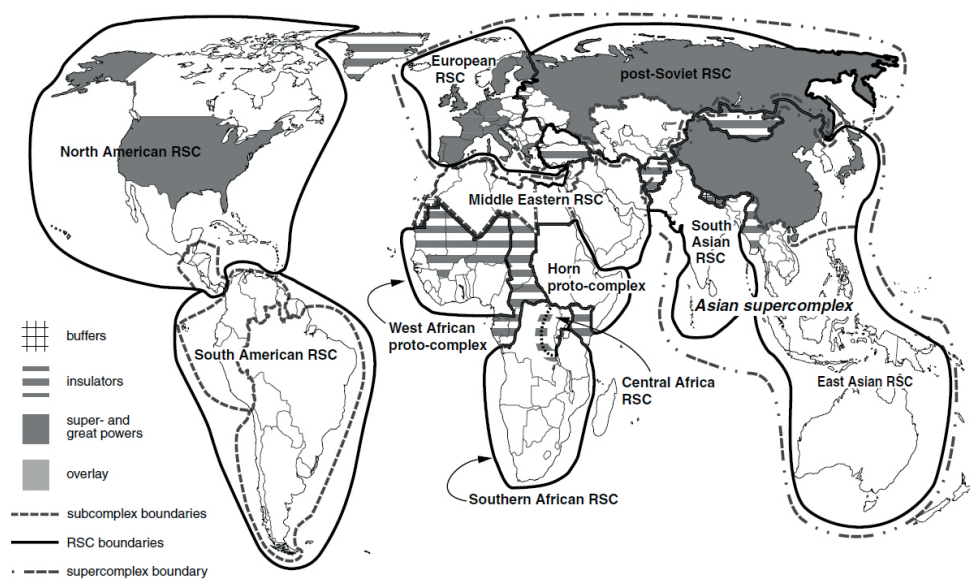 European
RSC
post-Soviet RSC
North American RSC
Middle Eastern RSC
South
Asian
RSC
Horn
proto-complex
Asian supercomplex
West African
proto-complex
South American RSC
Central Africa
RSC
East Asian RSC
Southern African RSC
buffers
insulators
super- and
great powers
overlay
subcomplex boundaries
RSC boundaries
supercomplex boundary